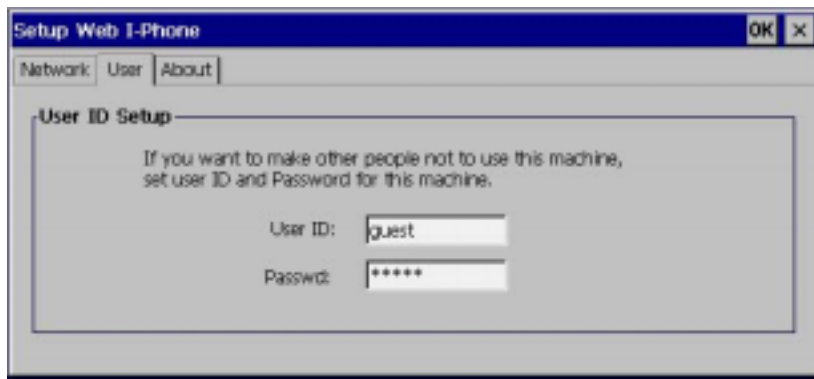 Setup Web I-Phone OK ×
Network User About
User ID Setup
If you want to make other people not to use this machine,
set user ID and Password for this machine.
User ID: guest
Passwd: *****